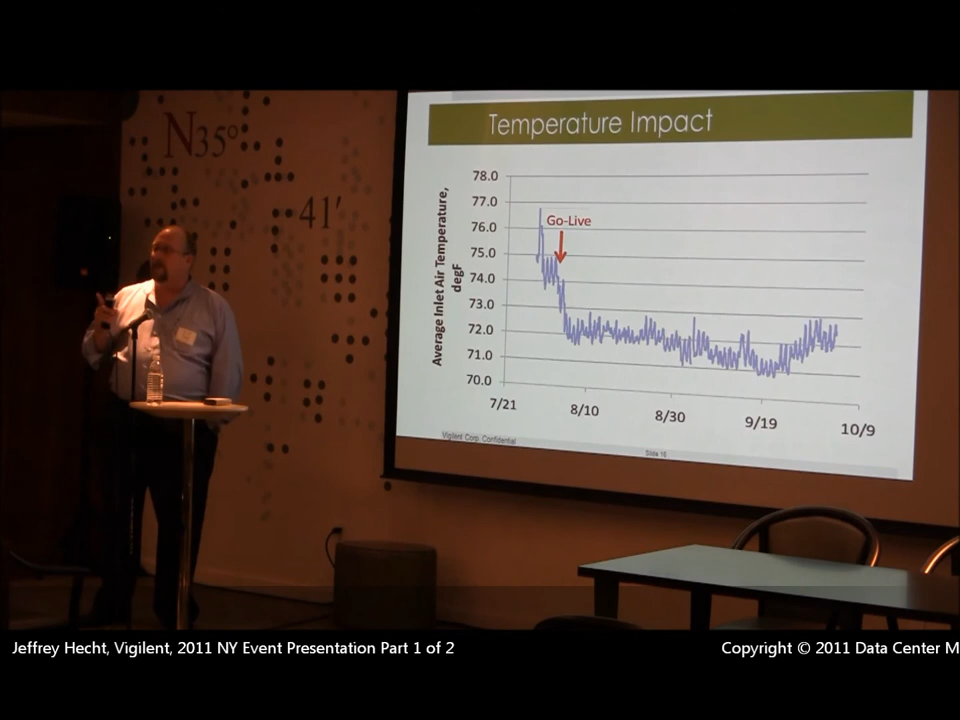 N35°
41'
Temperature Impact
Average Inlet Air Temperature,
degF
78.0
77.0
76.0
75.0
74.0
73.0
72.0
71.0
70.0
Go-Live
7/21
8/10
8/30
9/19
10/9
Vigilent Corp. Confidential
Slide 16
Jeffrey Hecht, Vigilent, 2011 NY Event Presentation Part 1 of 2
Copyright © 2011 Data Center M